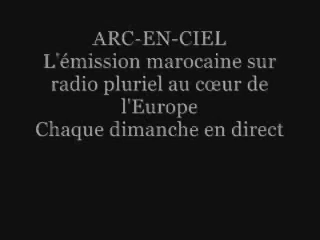 ARC-EN-CIEL
L'émission marocaine sur
radio pluriel au cœur de
l'Europe
Chaque dimanche en direct